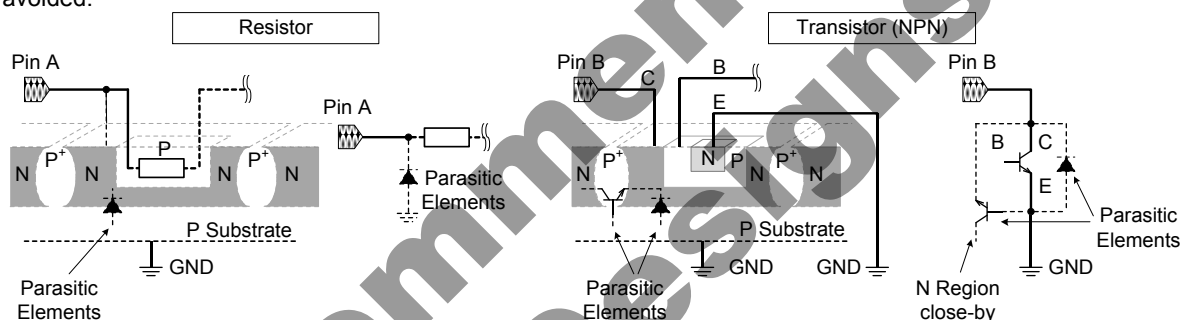 avoided.
Resistor
Transistor (NPN)
Pin A
Pin A
P
N
P+
N
N
P+
N
Parasitic
Elements
P Substrate
GND
Parasitic
Elements
Pin B
C
B
E
N
P+
N
P
N
P+
N
P Substrate
GND
GND
Parasitic
Elements
Pin B
B
C
E
Parasitic
Elements
GND
N Region
close-by